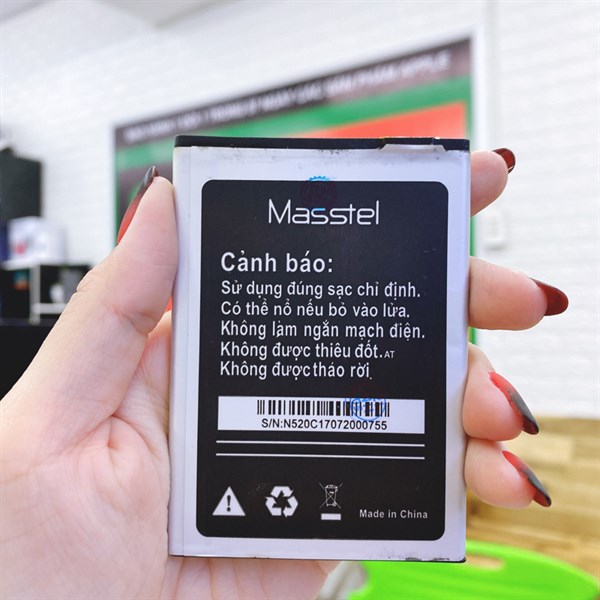 Masstel
Cảnh báo:
Sử dụng đúng sạc chỉ định.
Có thể nổ nếu bỏ vào lửa.
Không làm ngắn mạch điện.
Không được thiêu đốt. AT
Không được tháo rời.
S/N:N520C17072000755
Made in China